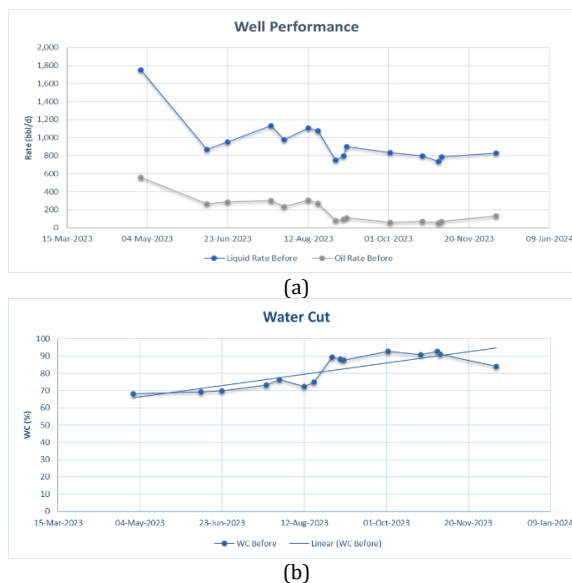 Well Performance
2,000
1,800
1,600
1,400
1,200
1,000
800
600
400
200
0
Rate (bbl/d)
15-Mar-2023 04-May-2023 23-Jun-2023 12-Aug-2023 01-Oct-2023 20-Nov-2023 09-Jan-2024
Liquid Rate Before Oil Rate Before
(a)
Water Cut
100
90
80
70
60
50
40
30
20
10
0
WC (%)
15-Mar-2023 04-May-2023 23-Jun-2023 12-Aug-2023 01-Oct-2023 20-Nov-2023 09-Jan-2024
WC Before Linear (WC Before)
(b)